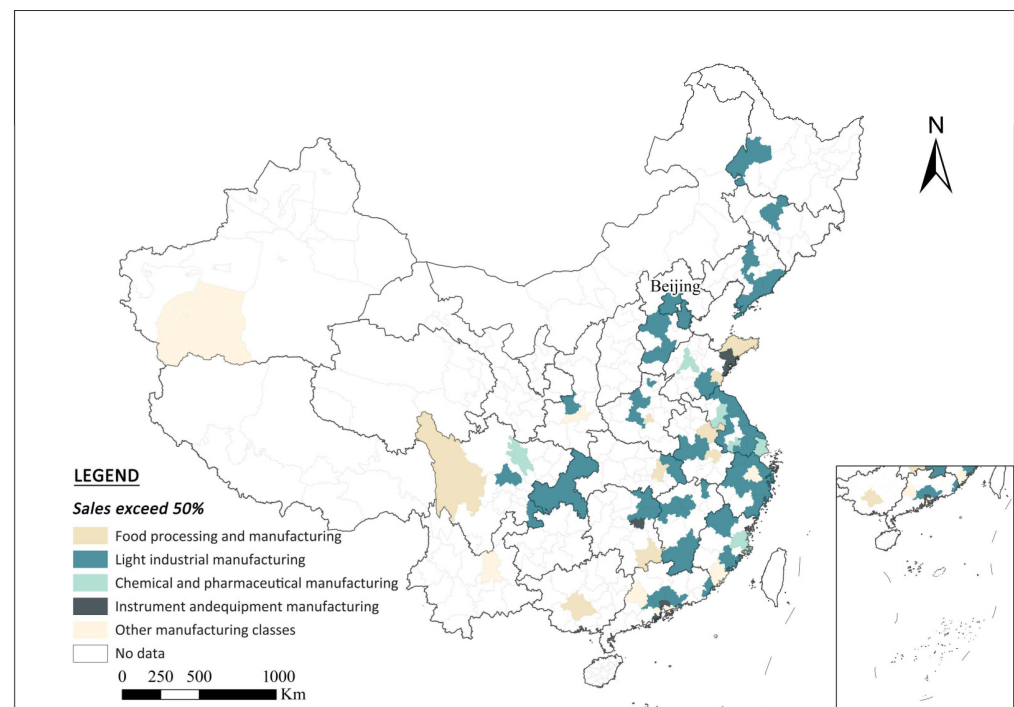 N
Beijing
LEGEND
Sales exceed 50%
Food processing and manufacturing
Light industrial manufacturing
Chemical and pharmaceutical manufacturing
Instrument andequipment manufacturing
Other manufacturing classes
No data
0 250 500 1000
Km